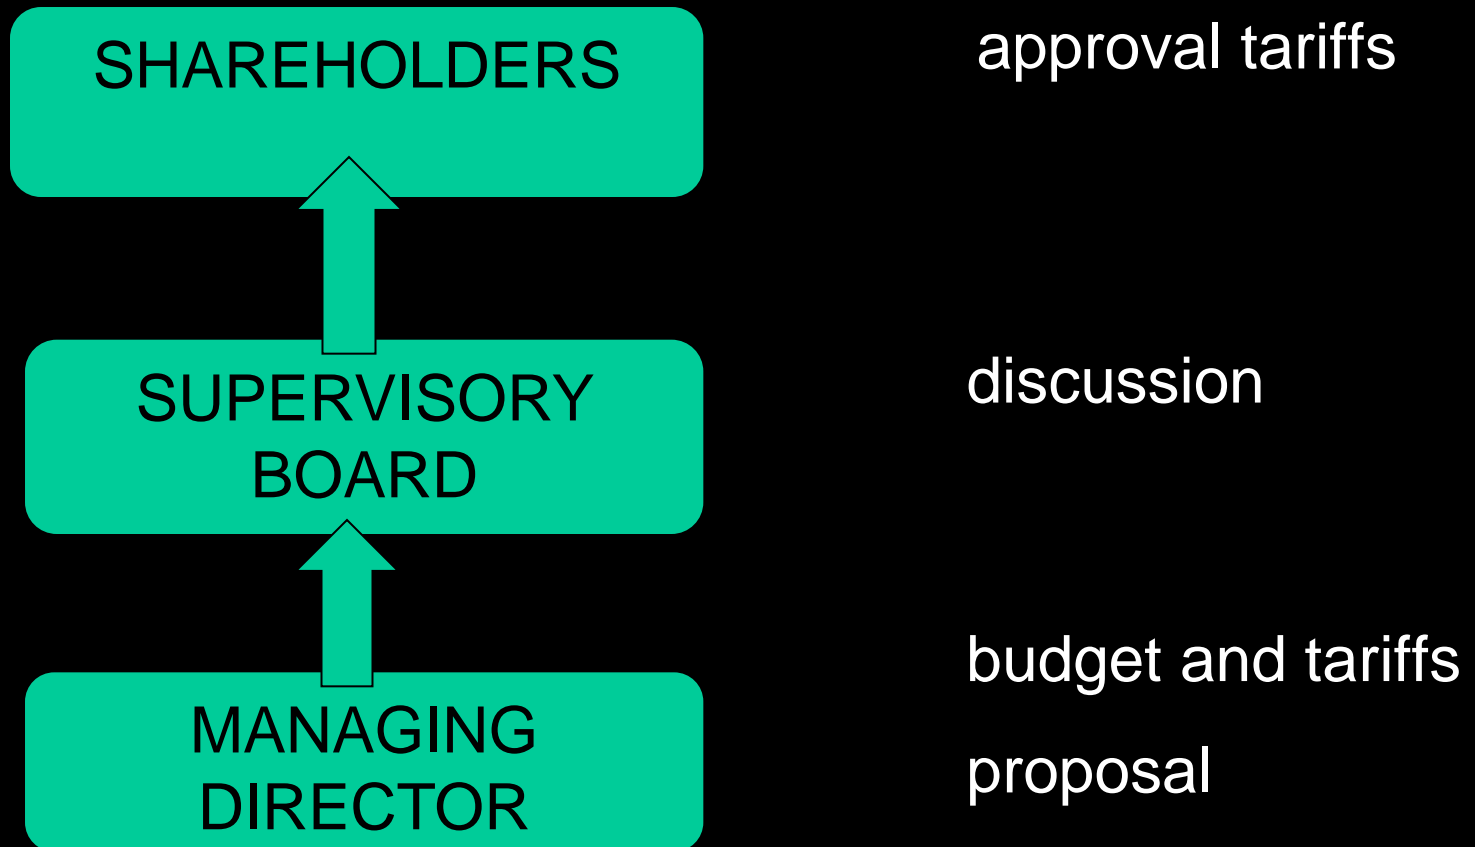 SHAREHOLDERS
approval tariffs
SUPERVISORY
BOARD
discussion
MANAGING
DIRECTOR
budget and tariffs
proposal